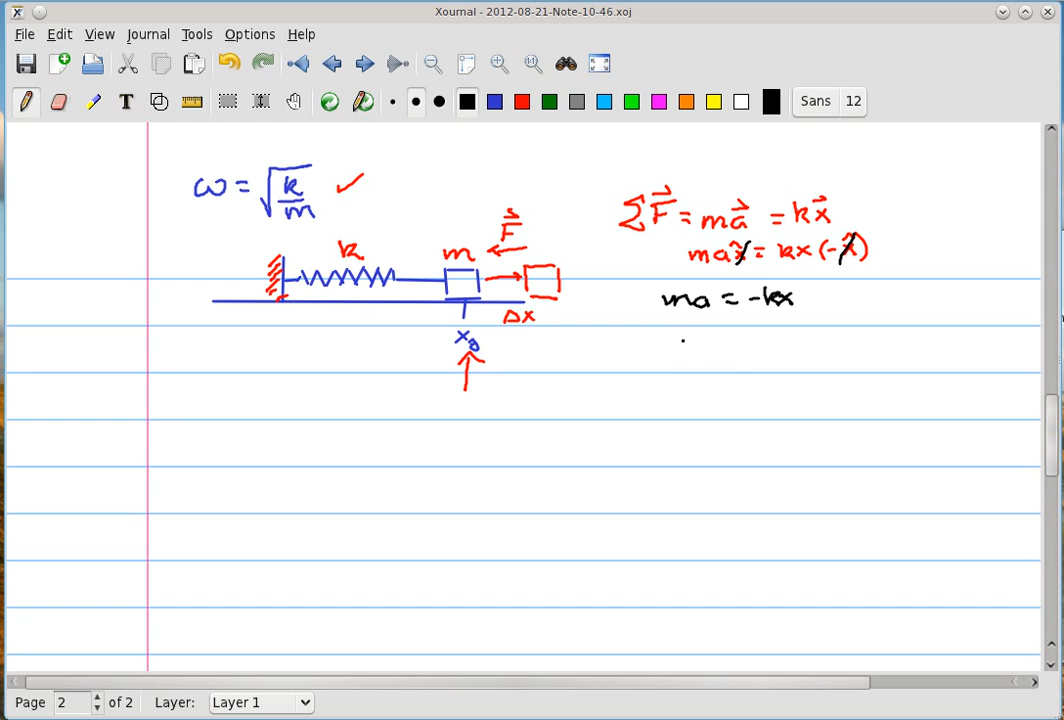 Xournal - 2012-08-21-Note-10-46.xoj
File Edit View Journal Tools Options Help
Sans 12
ω = √(k/m) ✓
ΣF⃗ = ma⃗ = kx⃗
max̂ = kx(-x̂)
ma = -kx
k
m
F⃗
Δx
x₀
Page 2 of 2 Layer: Layer 1